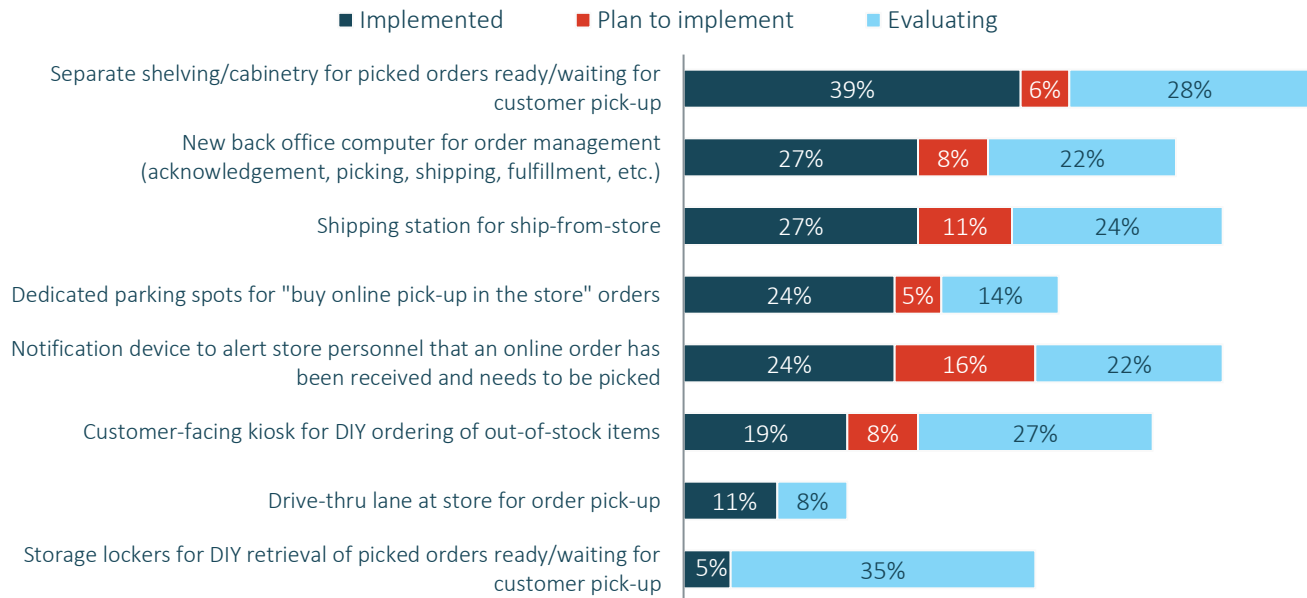 Implemented Plan to implement Evaluating
Separate shelving/cabinetry for picked orders ready/waiting for
customer pick-up
39% 6% 28%
New back office computer for order management
(acknowledgement, picking, shipping, fulfillment, etc.)
27% 8% 22%
Shipping station for ship-from-store
27% 11% 24%
Dedicated parking spots for "buy online pick-up in the store" orders
24% 5% 14%
Notification device to alert store personnel that an online order has
been received and needs to be picked
24% 16% 22%
Customer-facing kiosk for DIY ordering of out-of-stock items
19% 8% 27%
Drive-thru lane at store for order pick-up
11% 8%
Storage lockers for DIY retrieval of picked orders ready/waiting for
customer pick-up
5% 35%